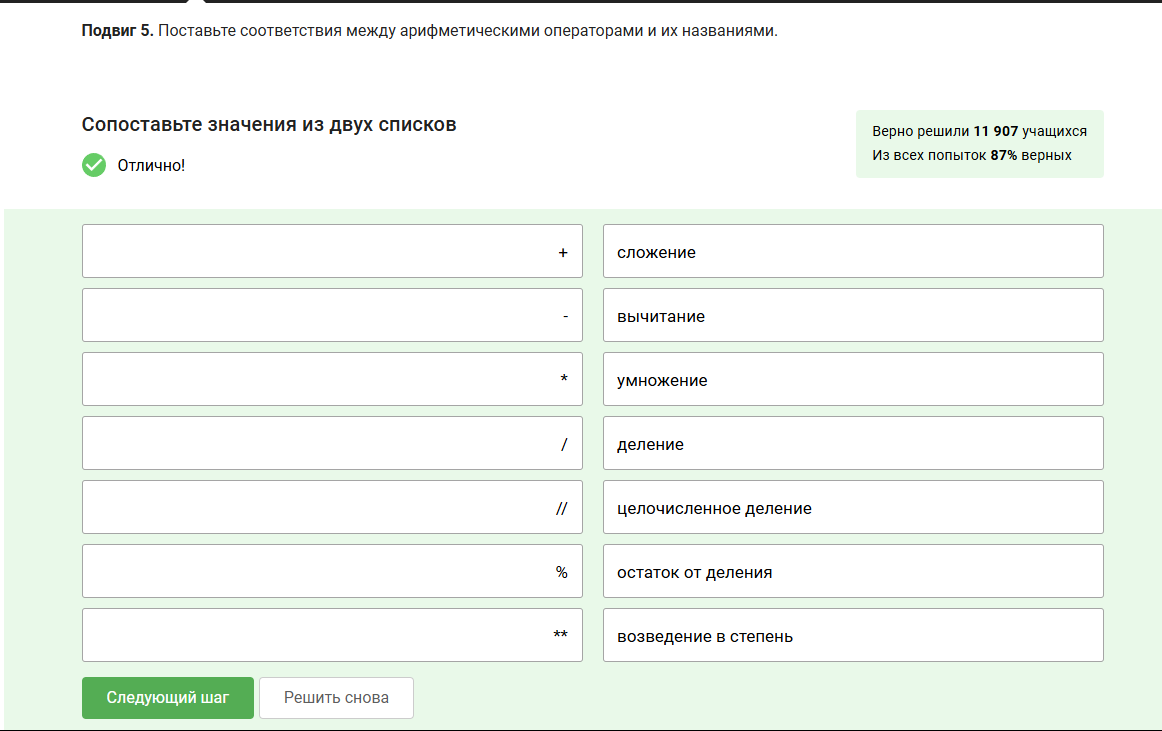 Подвиг 5. Поставьте соответствия между арифметическими операторами и их названиями.
Сопоставьте значения из двух списков
Отлично!
Верно решили 11 907 учащихся
Из всех попыток 87% верных
+ сложение
- вычитание
* умножение
/ деление
// целочисленное деление
% остаток от деления
** возведение в степень
Следующий шаг Решить снова